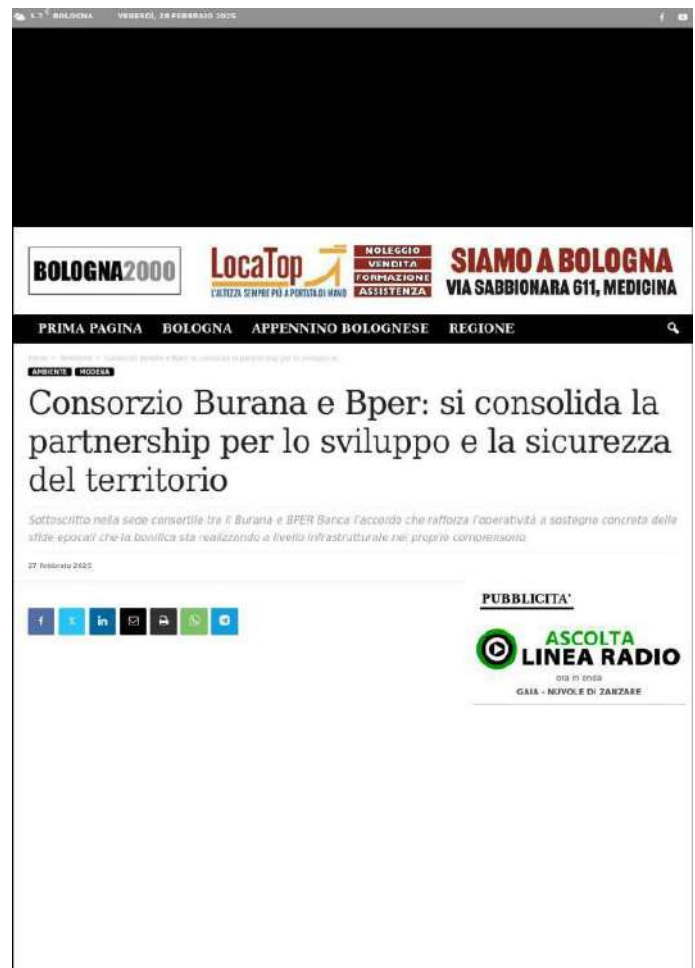 BOLOGNA VENERDÌ, 28 FEBBRAIO 2025
BOLOGNA2000
LocaTop
L'ALTEZZA SEMPRE PIÙ A PORTATA DI MANO
NOLEGGIO
VENDITA
FORMAZIONE
ASSISTENZA
SIAMO A BOLOGNA
VIA SABBIONARA 611, MEDICINA
PRIMA PAGINA BOLOGNA APPENNINO BOLOGNESE REGIONE
AMBIENTE MODENA
Consorzio Burana e Bper: si consolida la
partnership per lo sviluppo e la sicurezza
del territorio
Sottoscritto nella sede consortile tra il Burana e BPER Banca l'accordo che rafforza l'operatività a sostegno concreto delle
sfide epocali che la bonifica sta realizzando a livello infrastrutturale nel proprio comprensorio
27 Febbraio 2025
PUBBLICITA'
ASCOLTA
LINEA RADIO
ora in onda
GAIA - NUVOLE DI ZANZARE